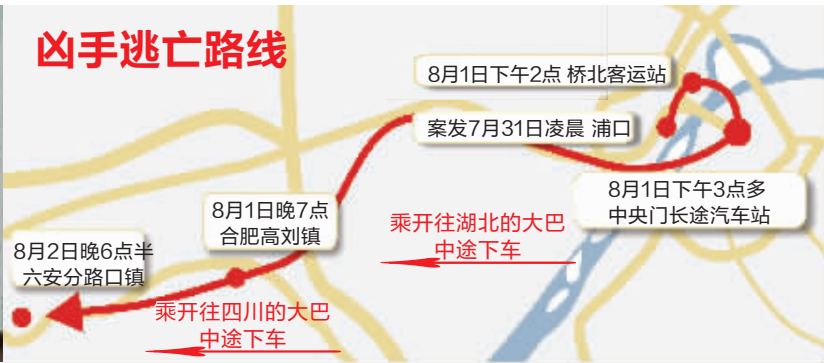 凶手逃亡路线
8月1日下午2点 桥北客运站
案发7月31日凌晨 浦口
8月1日下午3点多
中央门长途汽车站
8月1日晚7点
合肥高刘镇
乘开往湖北的大巴
中途下车
8月2日晚6点半
六安分路口镇
乘开往四川的大巴
中途下车